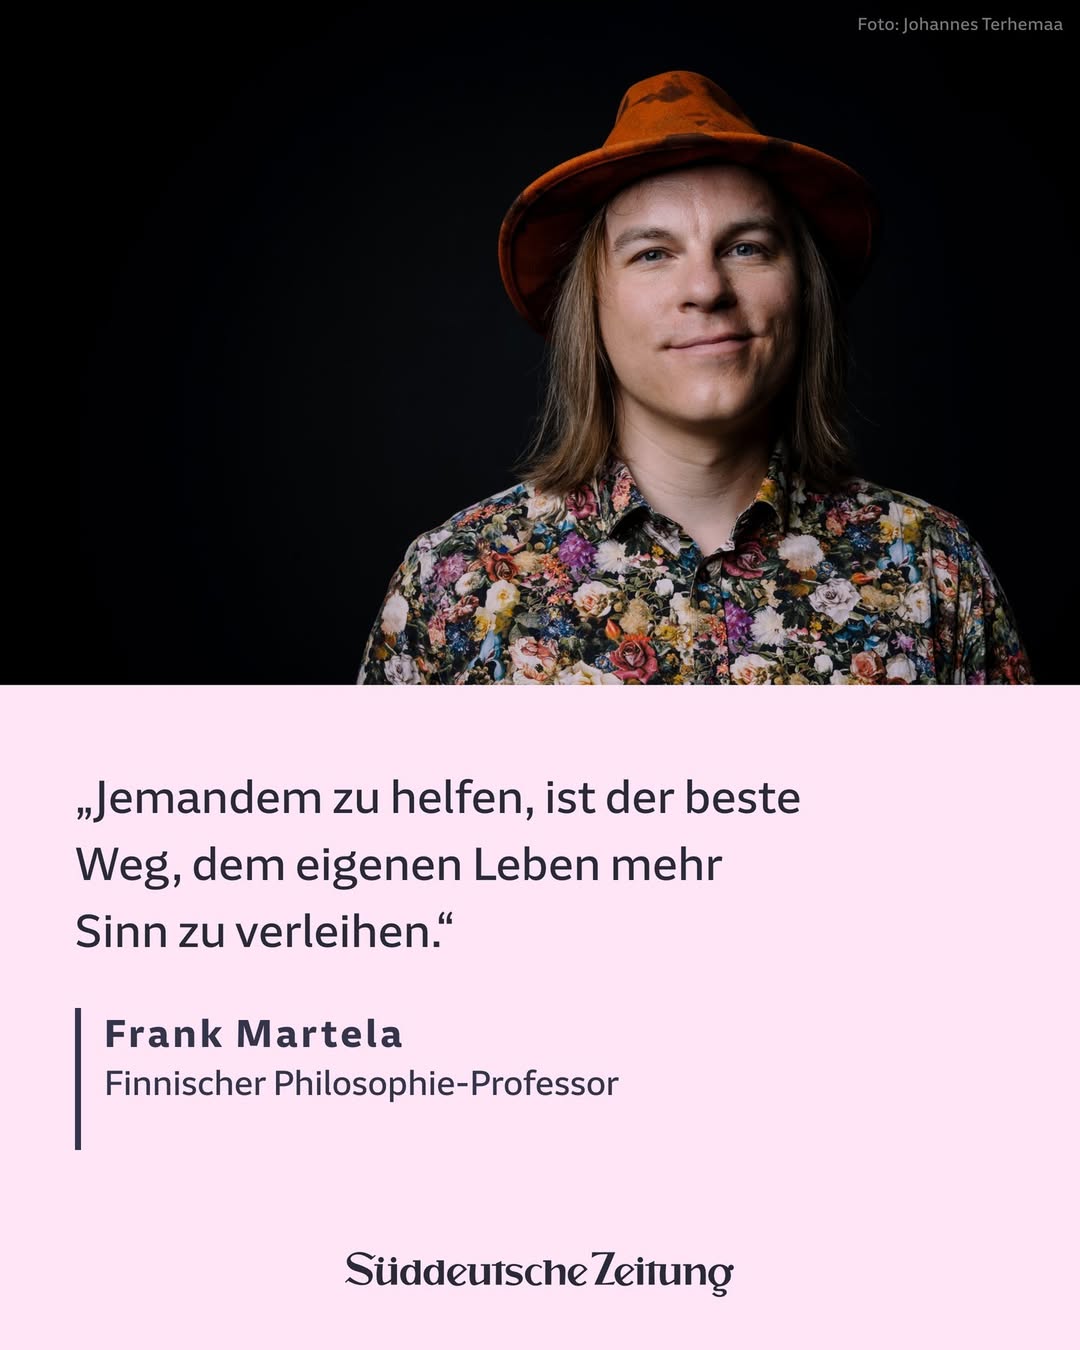 Foto: Johannes Terhemaa
„Jemandem zu helfen, ist der beste
Weg, dem eigenen Leben mehr
Sinn zu verleihen.“
Frank Martela
Finnischer Philosophie-Professor
Süddeutsche Zeitung